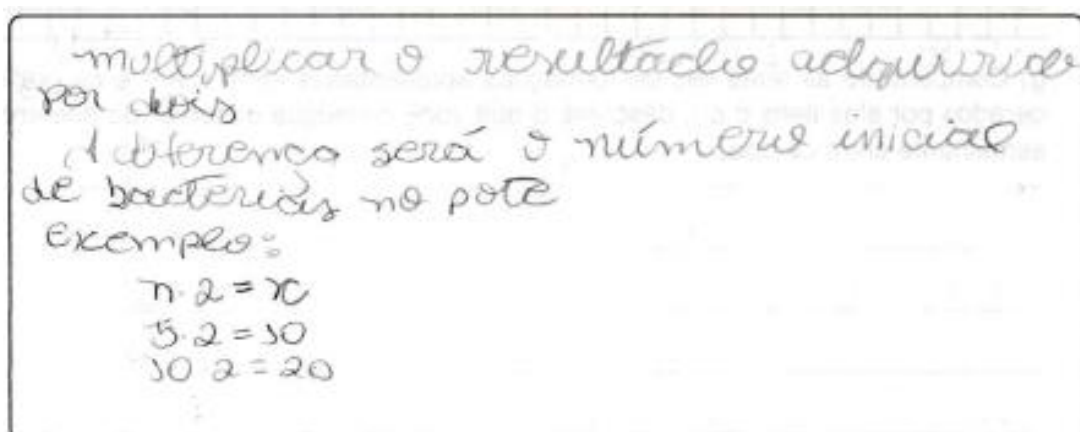 multiplicar o resultado adquirido
por dois
A diferença será o número inicial
de bactérias no pote
exemplo:
n.2=x
5.2=10
10 2=20